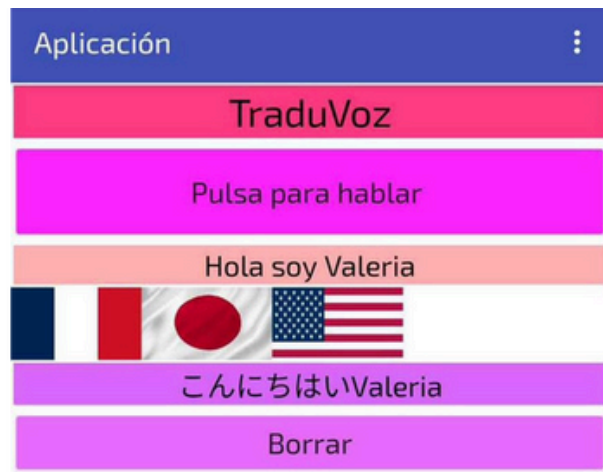 Aplicación
TraduVoz
Pulsa para hablar
Hola soy Valeria
こんにちはいValeria
Borrar